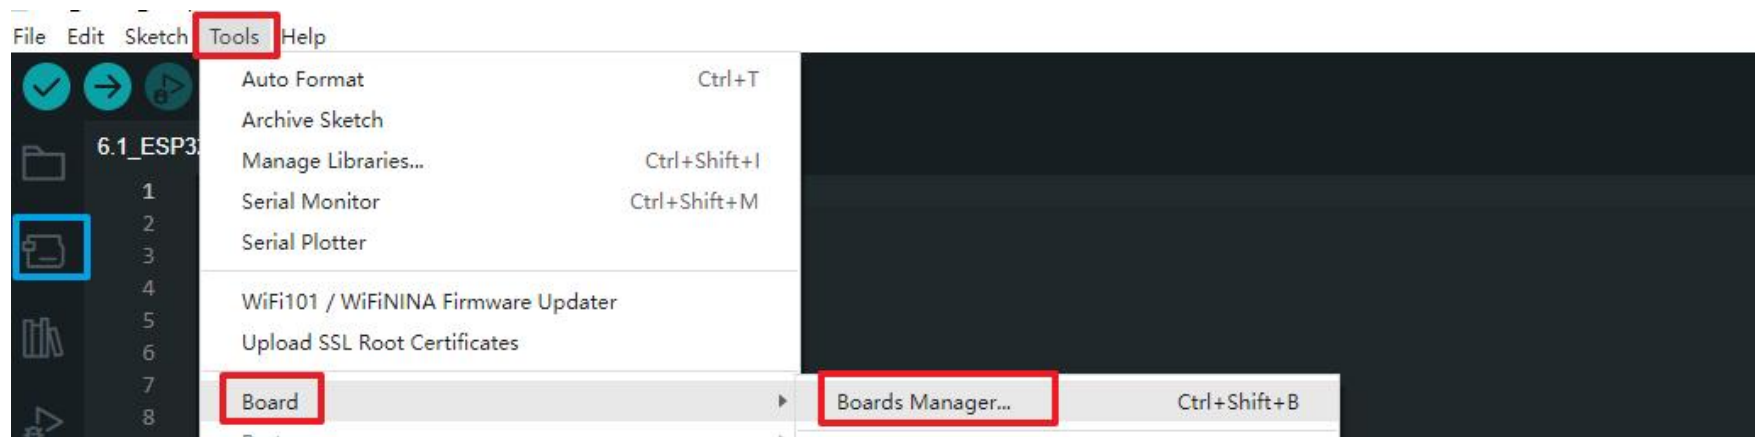 File Edit Sketch Tools Help
Auto Format Ctrl+T
Archive Sketch
6.1_ESP3
Manage Libraries... Ctrl+Shift+I
1
Serial Monitor Ctrl+Shift+M
2
Serial Plotter
3
4
WiFi101 / WiFiNINA Firmware Updater
5
Upload SSL Root Certificates
6
7
Board
Boards Manager... Ctrl+Shift+B
8